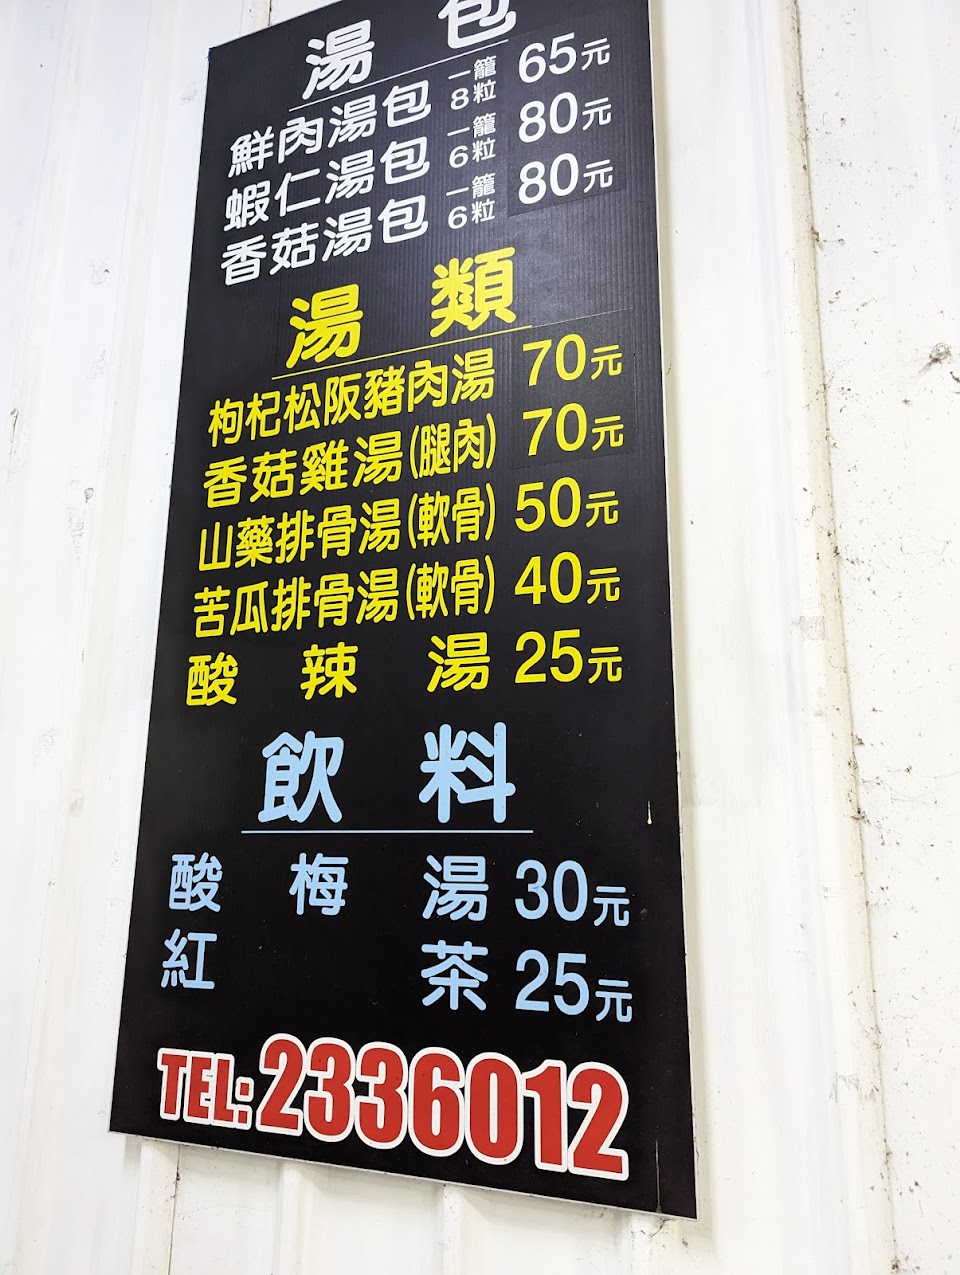 湯包
鮮肉湯包 一籠8粒 65元
蝦仁湯包 一籠6粒 80元
香菇湯包 一籠6粒 80元
湯類
枸杞松阪豬肉湯 70元
香菇雞湯(腿肉) 70元
山藥排骨湯(軟骨) 50元
苦瓜排骨湯(軟骨) 40元
酸辣湯 25元
飲料
酸梅湯 30元
紅茶 25元
TEL:2336012